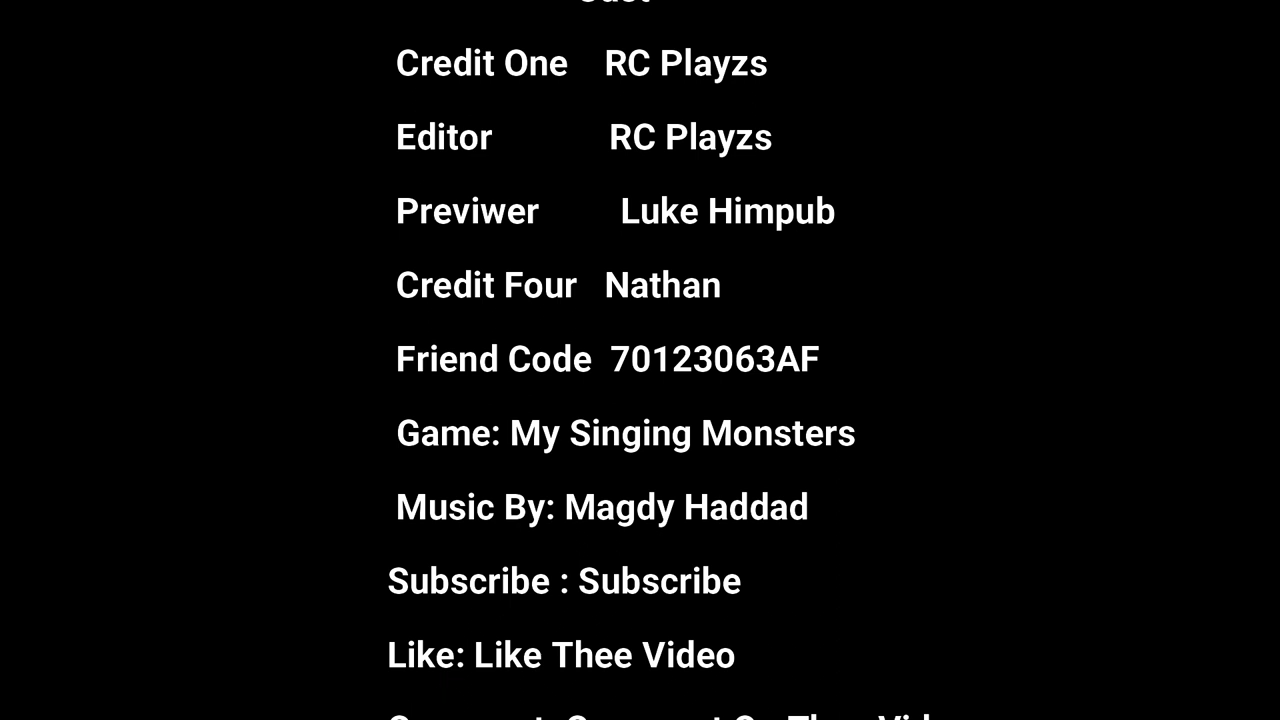 Cast
Credit One RC Playzs
Editor RC Playzs
Previwer Luke Himpub
Credit Four Nathan
Friend Code 70123063AF
Game: My Singing Monsters
Music By: Magdy Haddad
Subscribe : Subscribe
Like: Like Thee Video